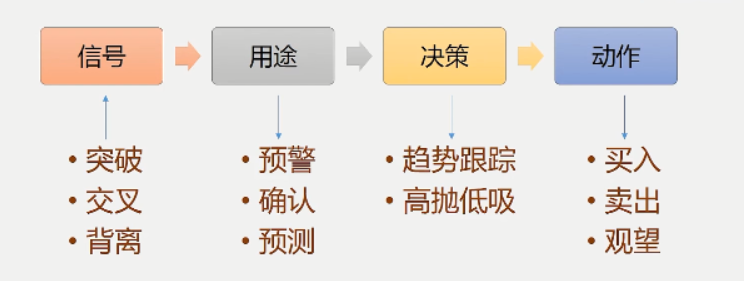 信号
用途
决策
动作
• 突破
• 交叉
• 背离
• 预警
• 确认
• 预测
• 趋势跟踪
• 高抛低吸
• 买入
• 卖出
• 观望